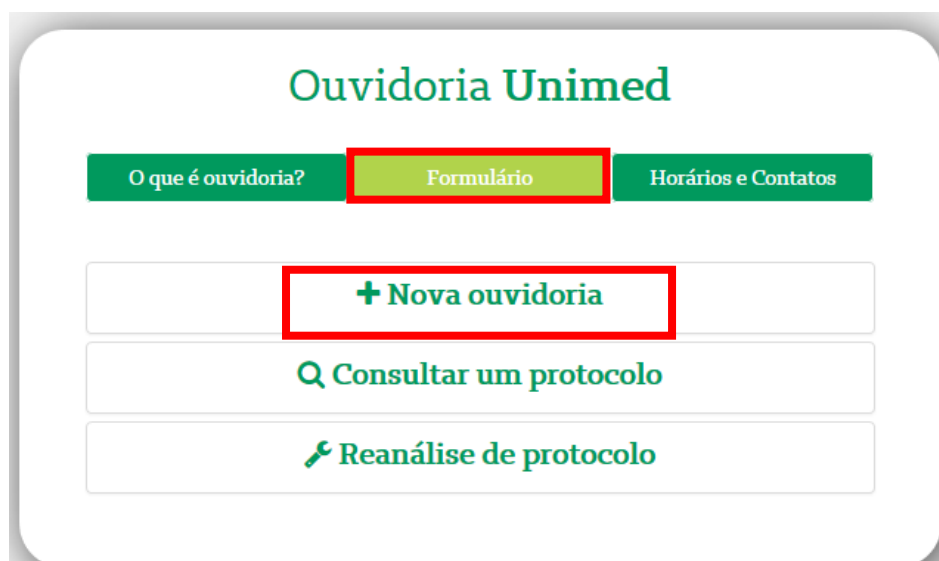 Ouvidoria Unimed
O que é ouvidoria? Formulário Horários e Contatos
Nova ouvidoria
Consultar um protocolo
Reanálise de protocolo